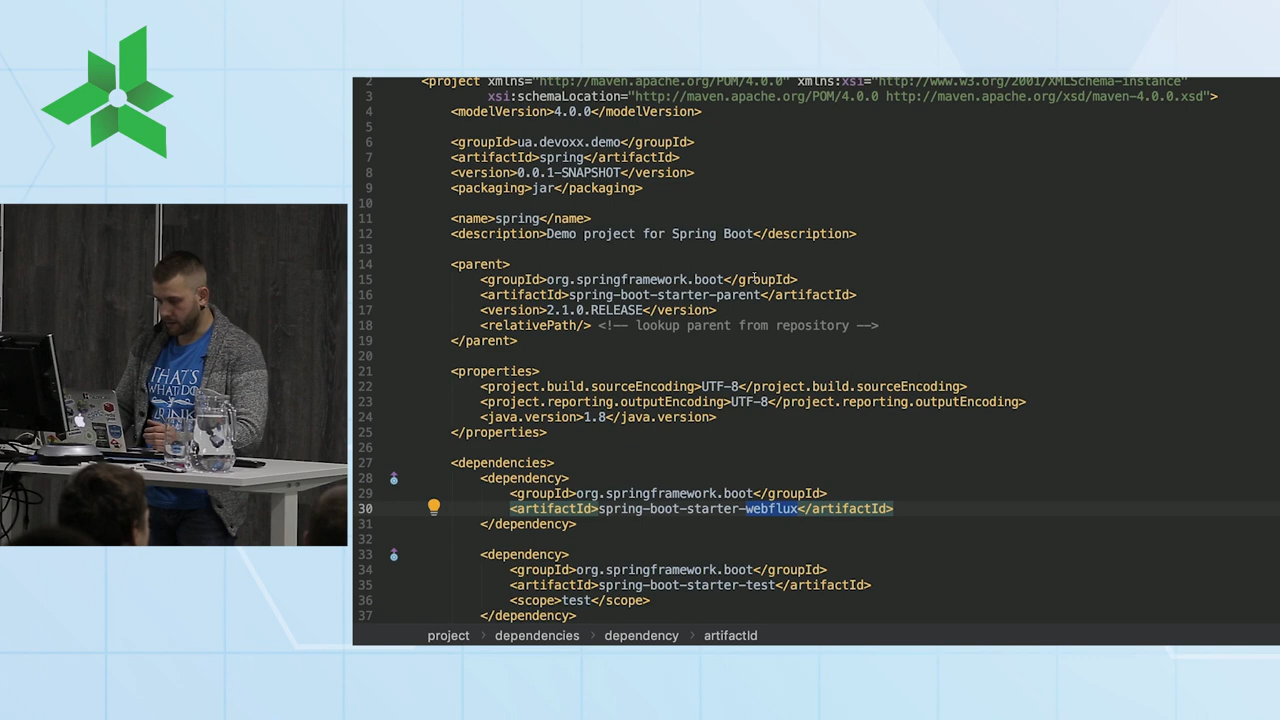 2 <project xmlns="http://maven.apache.org/POM/4.0.0" xmlns:xsi="http://www.w3.org/2001/XMLSchema-instance"
3 xsi:schemaLocation="http://maven.apache.org/POM/4.0.0 http://maven.apache.org/xsd/maven-4.0.0.xsd">
4 <modelVersion>4.0.0</modelVersion>
5
6 <groupId>ua.devoxx.demo</groupId>
7 <artifactId>spring</artifactId>
8 <version>0.0.1-SNAPSHOT</version>
9 <packaging>jar</packaging>
10
11 <name>spring</name>
12 <description>Demo project for Spring Boot</description>
13
14 <parent>
15 <groupId>org.springframework.boot</groupId>
16 <artifactId>spring-boot-starter-parent</artifactId>
17 <version>2.1.0.RELEASE</version>
18 <relativePath/> <!-- lookup parent from repository -->
19 </parent>
20
21 <properties>
22 <project.build.sourceEncoding>UTF-8</project.build.sourceEncoding>
23 <project.reporting.outputEncoding>UTF-8</project.reporting.outputEncoding>
24 <java.version>1.8</java.version>
25 </properties>
26
27 <dependencies>
28 <dependency>
29 <groupId>org.springframework.boot</groupId>
30 <artifactId>spring-boot-starter-webflux</artifactId>
31 </dependency>
32
33 <dependency>
34 <groupId>org.springframework.boot</groupId>
35 <artifactId>spring-boot-starter-test</artifactId>
36 <scope>test</scope>
37 </dependency>
project > dependencies > dependency > artifactId
THAT'S
WHAT I DO
DRINK